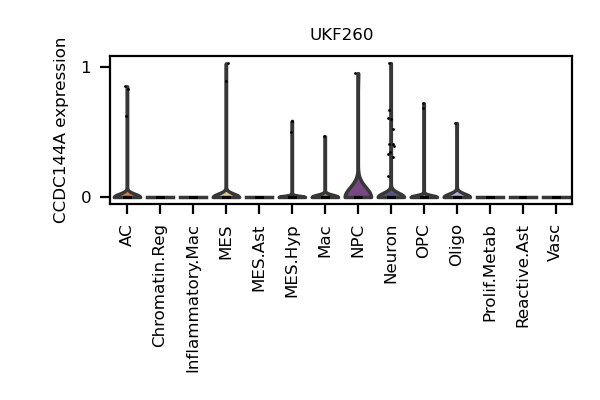 UKF260
CCDC144A expression
1
0
AC
Chromatin.Reg
Inflammatory.Mac
MES
MES.Ast
MES.Hyp
Mac
NPC
Neuron
OPC
Oligo
Prolif.Metab
Reactive.Ast
Vasc